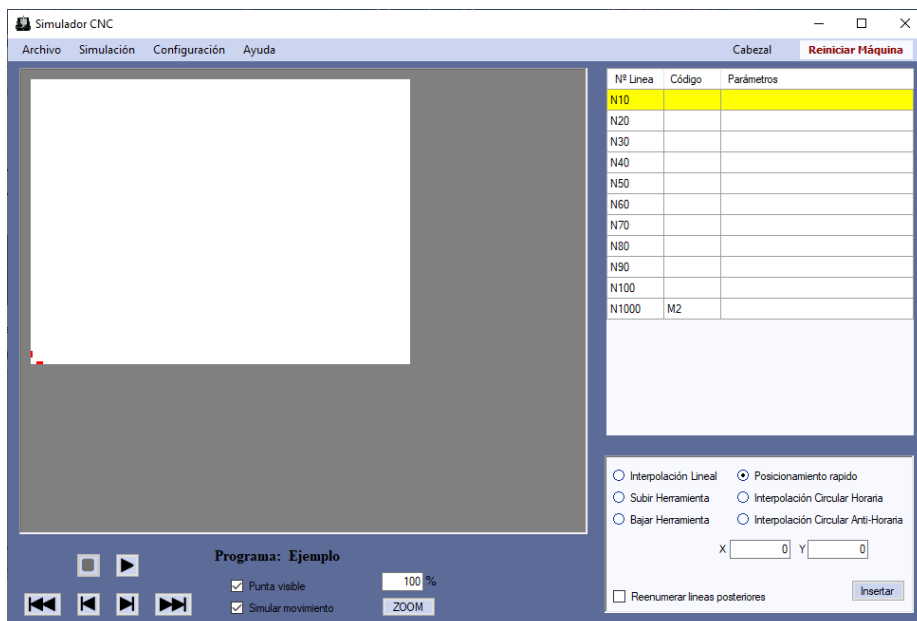 Simulador CNC
Archivo Simulación Configuración Ayuda Cabezal Reiniciar Máquina
Nº Linea Código Parámetros
N10
N20
N30
N40
N50
N60
N70
N80
N90
N100
N1000 M2
Interpolación Lineal Posicionamiento rapido
Subir Herramienta Interpolación Circular Horaria
Bajar Herramienta Interpolación Circular Anti-Horaria
X 0 Y 0
Reenumerar lineas posteriores Insertar
Programa: Ejemplo
Punta visible 100 %
Simular movimiento ZOOM